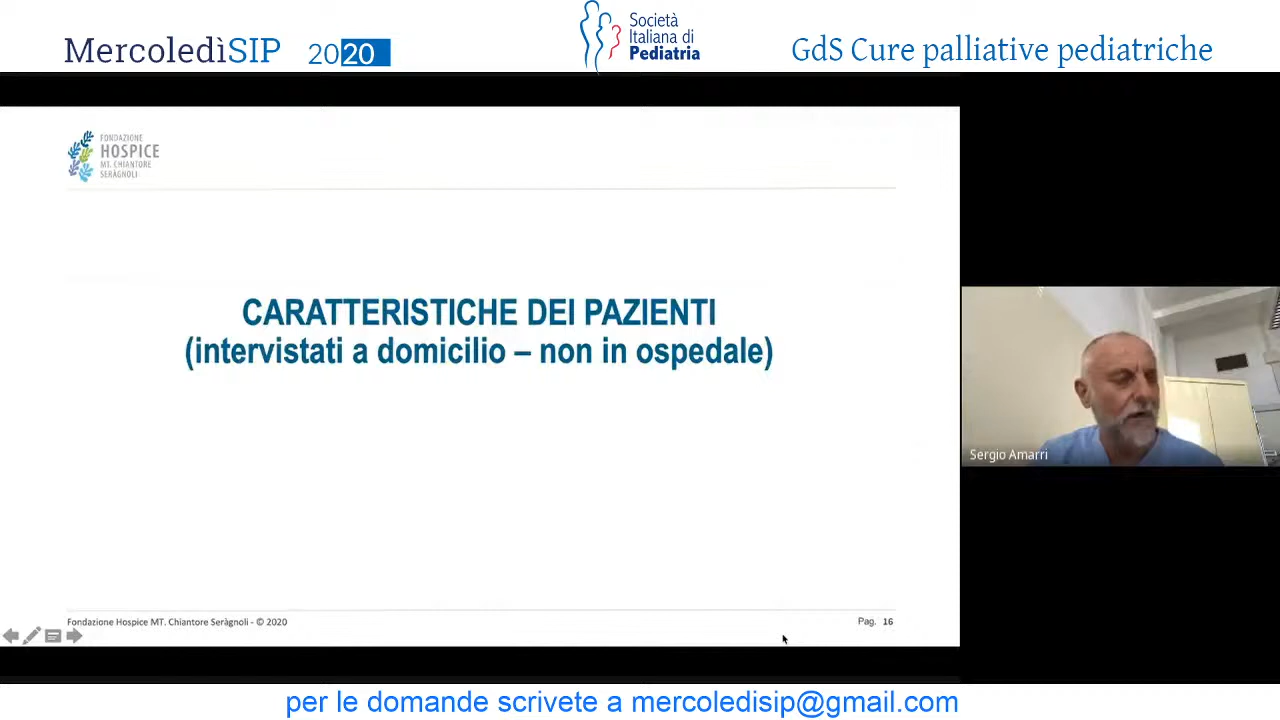 MercoledìSIP 2020
Società
Italiana di
Pediatria
GdS Cure palliative pediatriche
FONDAZIONE
HOSPICE
MT. CHIANTORE
SERÀGNOLI
CARATTERISTICHE DEI PAZIENTI
(intervistati a domicilio – non in ospedale)
Sergio Amarri
Fondazione Hospice MT. Chiantore Seràgnoli - © 2020
Pag. 16
per le domande scrivete a mercoledisip@gmail.com